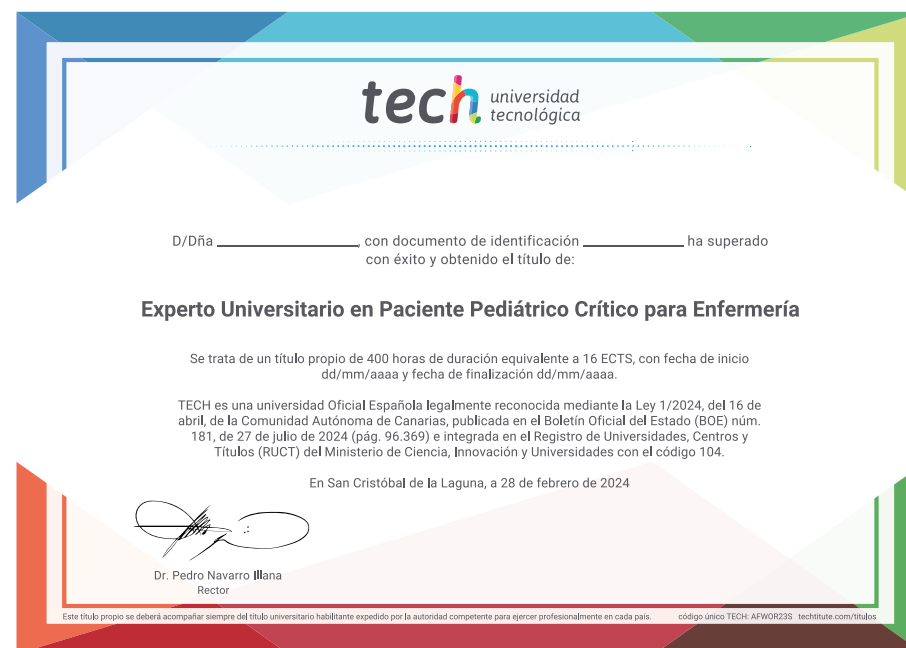 tech universidad
tecnológica
D/Dña ________________, con documento de identificación ____________ ha superado
con éxito y obtenido el título de:
Experto Universitario en Paciente Pediátrico Crítico para Enfermería
Se trata de un título propio de 400 horas de duración equivalente a 16 ECTS, con fecha de inicio
dd/mm/aaaa y fecha de finalización dd/mm/aaaa.
TECH es una universidad Oficial Española legalmente reconocida mediante la Ley 1/2024, del 16 de
abril, de la Comunidad Autónoma de Canarias, publicada en el Boletín Oficial del Estado (BOE) núm.
181, de 27 de julio de 2024 (pág. 96.369) e integrada en el Registro de Universidades, Centros y
Títulos (RUCT) del Ministerio de Ciencia, Innovación y Universidades con el código 104.
En San Cristóbal de la Laguna, a 28 de febrero de 2024
Dr. Pedro Navarro Illana
Rector
Este título propio se deberá acompañar siempre del título universitario habilitante expedido por la autoridad competente para ejercer profesionalmente en cada país. código único TECH: AFWOR23S techtitute.com/titulos